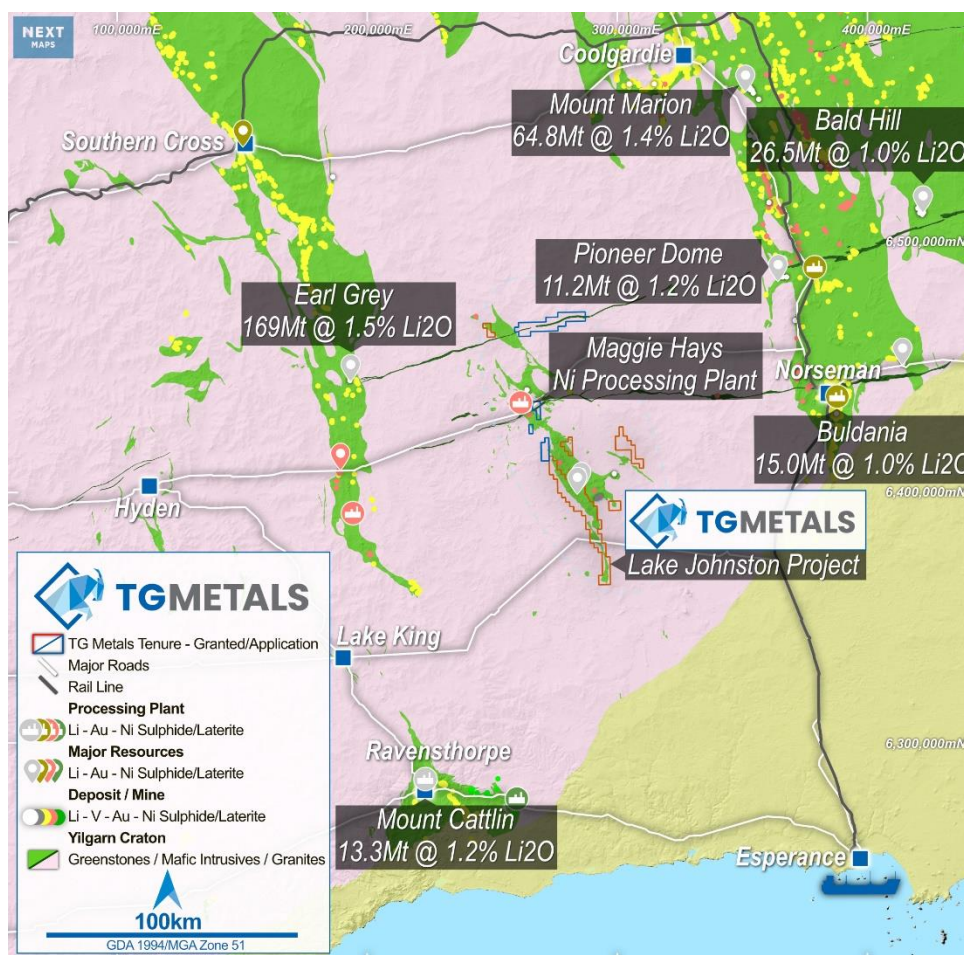 NEXT
MAPS
100,000mE
200,000mE
300,000mE
400,000mE
Coolgardie
Mount Marion
64.8Mt @ 1.4% Li2O
Bald Hill
26.5Mt @ 1.0% Li2O
Southern Cross
6,500,000mN
Pioneer Dome
11.2Mt @ 1.2% Li2O
Earl Grey
169Mt @ 1.5% Li2O
Maggie Hays
Ni Processing Plant
Norseman
Buldania
15.0Mt @ 1.0% Li2O
6,400,000mN
Hyden
TGMETALS
Lake Johnston Project
Lake King
6,300,000mN
Ravensthorpe
Mount Cattlin
13.3Mt @ 1.2% Li2O
Esperance
TGMETALS
TG Metals Tenure - Granted/Application
Major Roads
Rail Line
Processing Plant
Li - Au - Ni Sulphide/Laterite
Major Resources
Li - Au - Ni Sulphide/Laterite
Deposit / Mine
Li - V - Au - Ni Sulphide/Laterite
Yilgarn Craton
Greenstones / Mafic Intrusives / Granites
100km
GDA 1994/MGA Zone 51